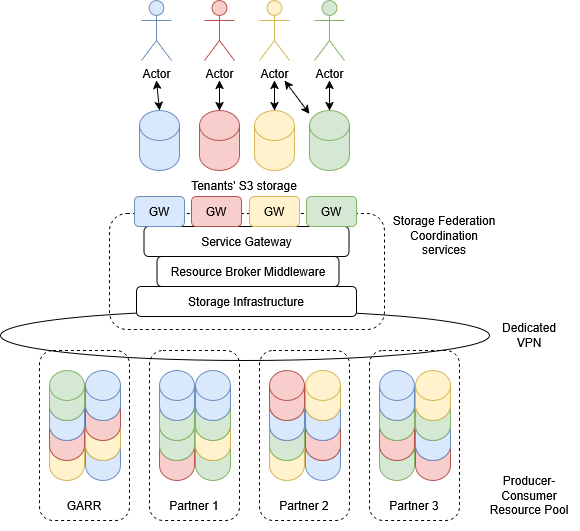 Actor
Actor
Actor
Actor
Tenants' S3 storage
GW
GW
GW
GW
Storage Federation
Coordination
services
Service Gateway
Resource Broker Middleware
Storage Infrastructure
Dedicated
VPN
GARR
Partner 1
Partner 2
Partner 3
Producer-
Consumer
Resource Pool